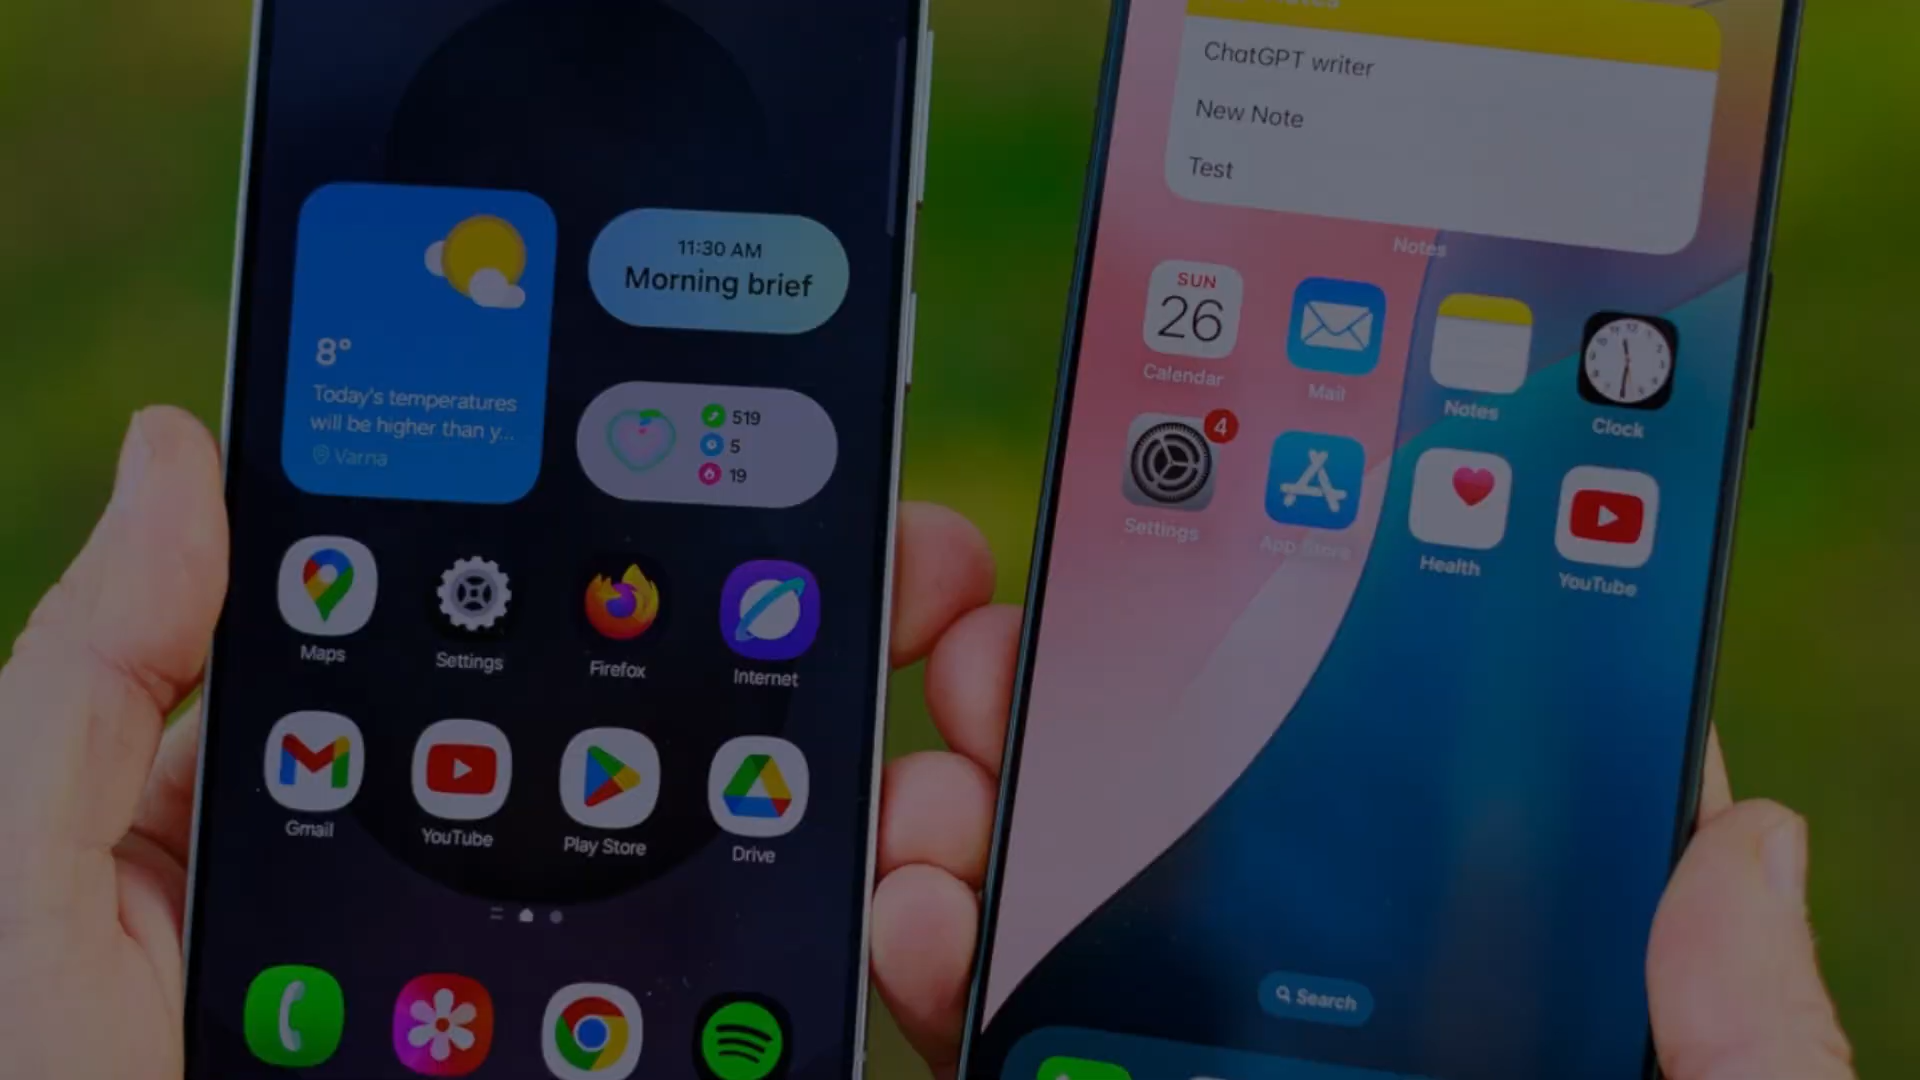 11:30 AM
Morning brief
8°
Today's temperatures
will be higher than y...
Varna
519
5
19
Maps
Settings
Firefox
Internet
Gmail
YouTube
Play Store
Drive
ChatGPT writer
New Note
Test
Notes
SUN
26
Calendar
Mail
Notes
Clock
4
Settings
App Store
Health
YouTube
Search